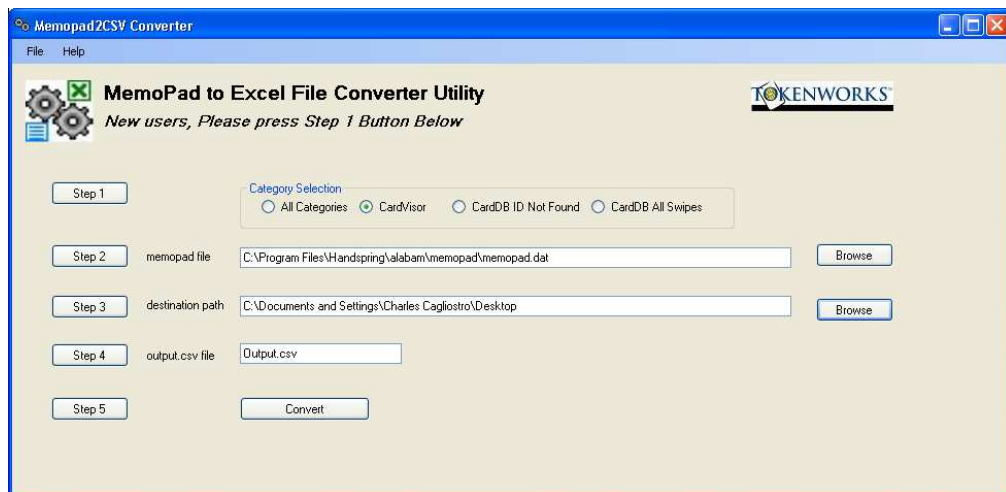 Memopad2CSV Converter
File Help
MemoPad to Excel File Converter Utility
New users, Please press Step 1 Button Below
TOKENWORKS
Step 1
Category Selection
All Categories CardVisor CardDB ID Not Found CardDB All Swipes
Step 2 memopad file C:\Program Files\Handspring\alabam\memopad\memopad.dat Browse
Step 3 destination path C:\Documents and Settings\Charles Cagliostro\Desktop Browse
Step 4 output.csv file Output.csv
Step 5 Convert